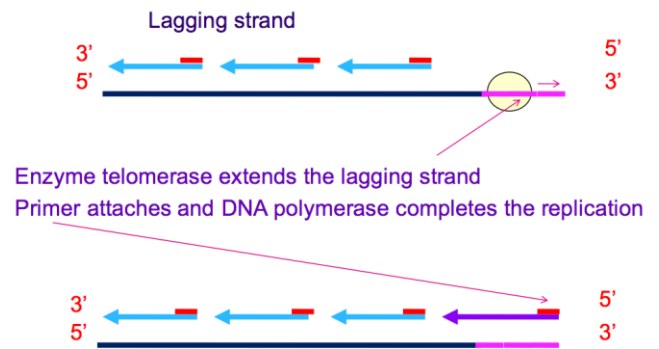 Lagging strand
3’
5’
5’
3’
Enzyme telomerase extends the lagging strand
Primer attaches and DNA polymerase completes the replication
3’
5’
5’
3’